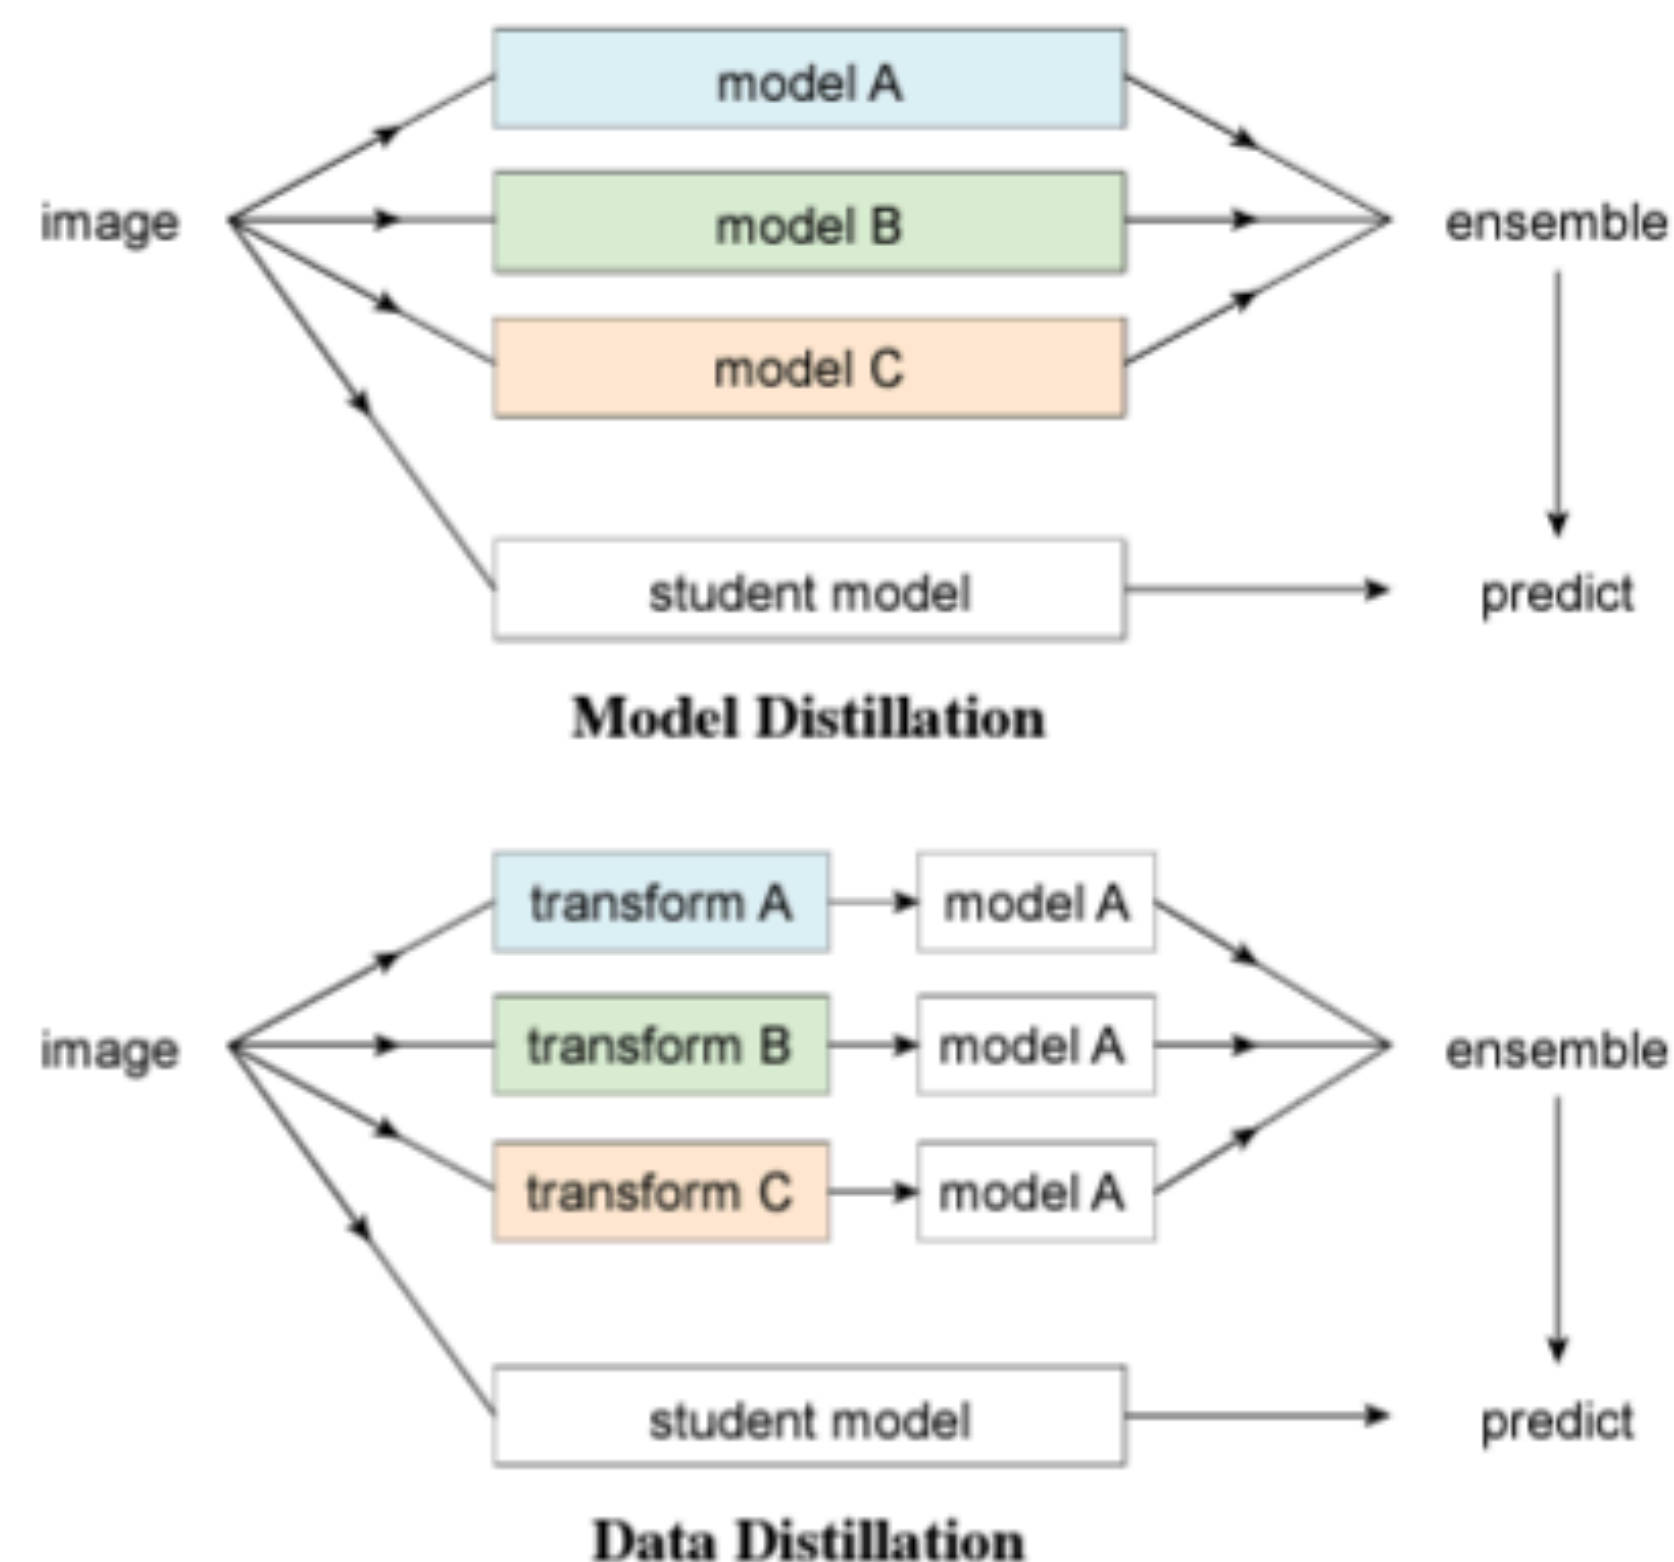 model A
image
model B
ensemble
model C
student model
predict
Model Distillation
transform A
model A
image
transform B
model A
ensemble
transform C
model A
student model
predict
Data Distillation